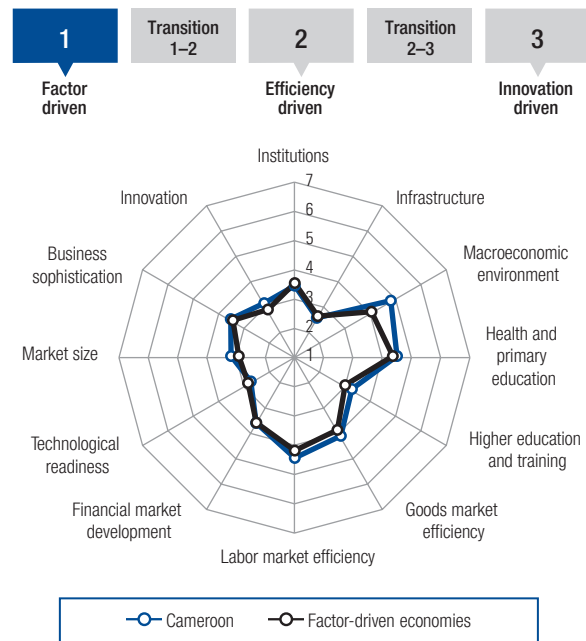 1
Transition
1–2
2
Transition
2–3
3
Factor
driven
Efficiency
driven
Innovation
driven
Institutions
Infrastructure
Macroeconomic
environment
Health and
primary
education
Higher education
and training
Goods market
efficiency
Labor market efficiency
Financial market
development
Technological
readiness
Market size
Business
sophistication
Innovation
7
6
5
4
3
2
1
Cameroon
Factor-driven economies